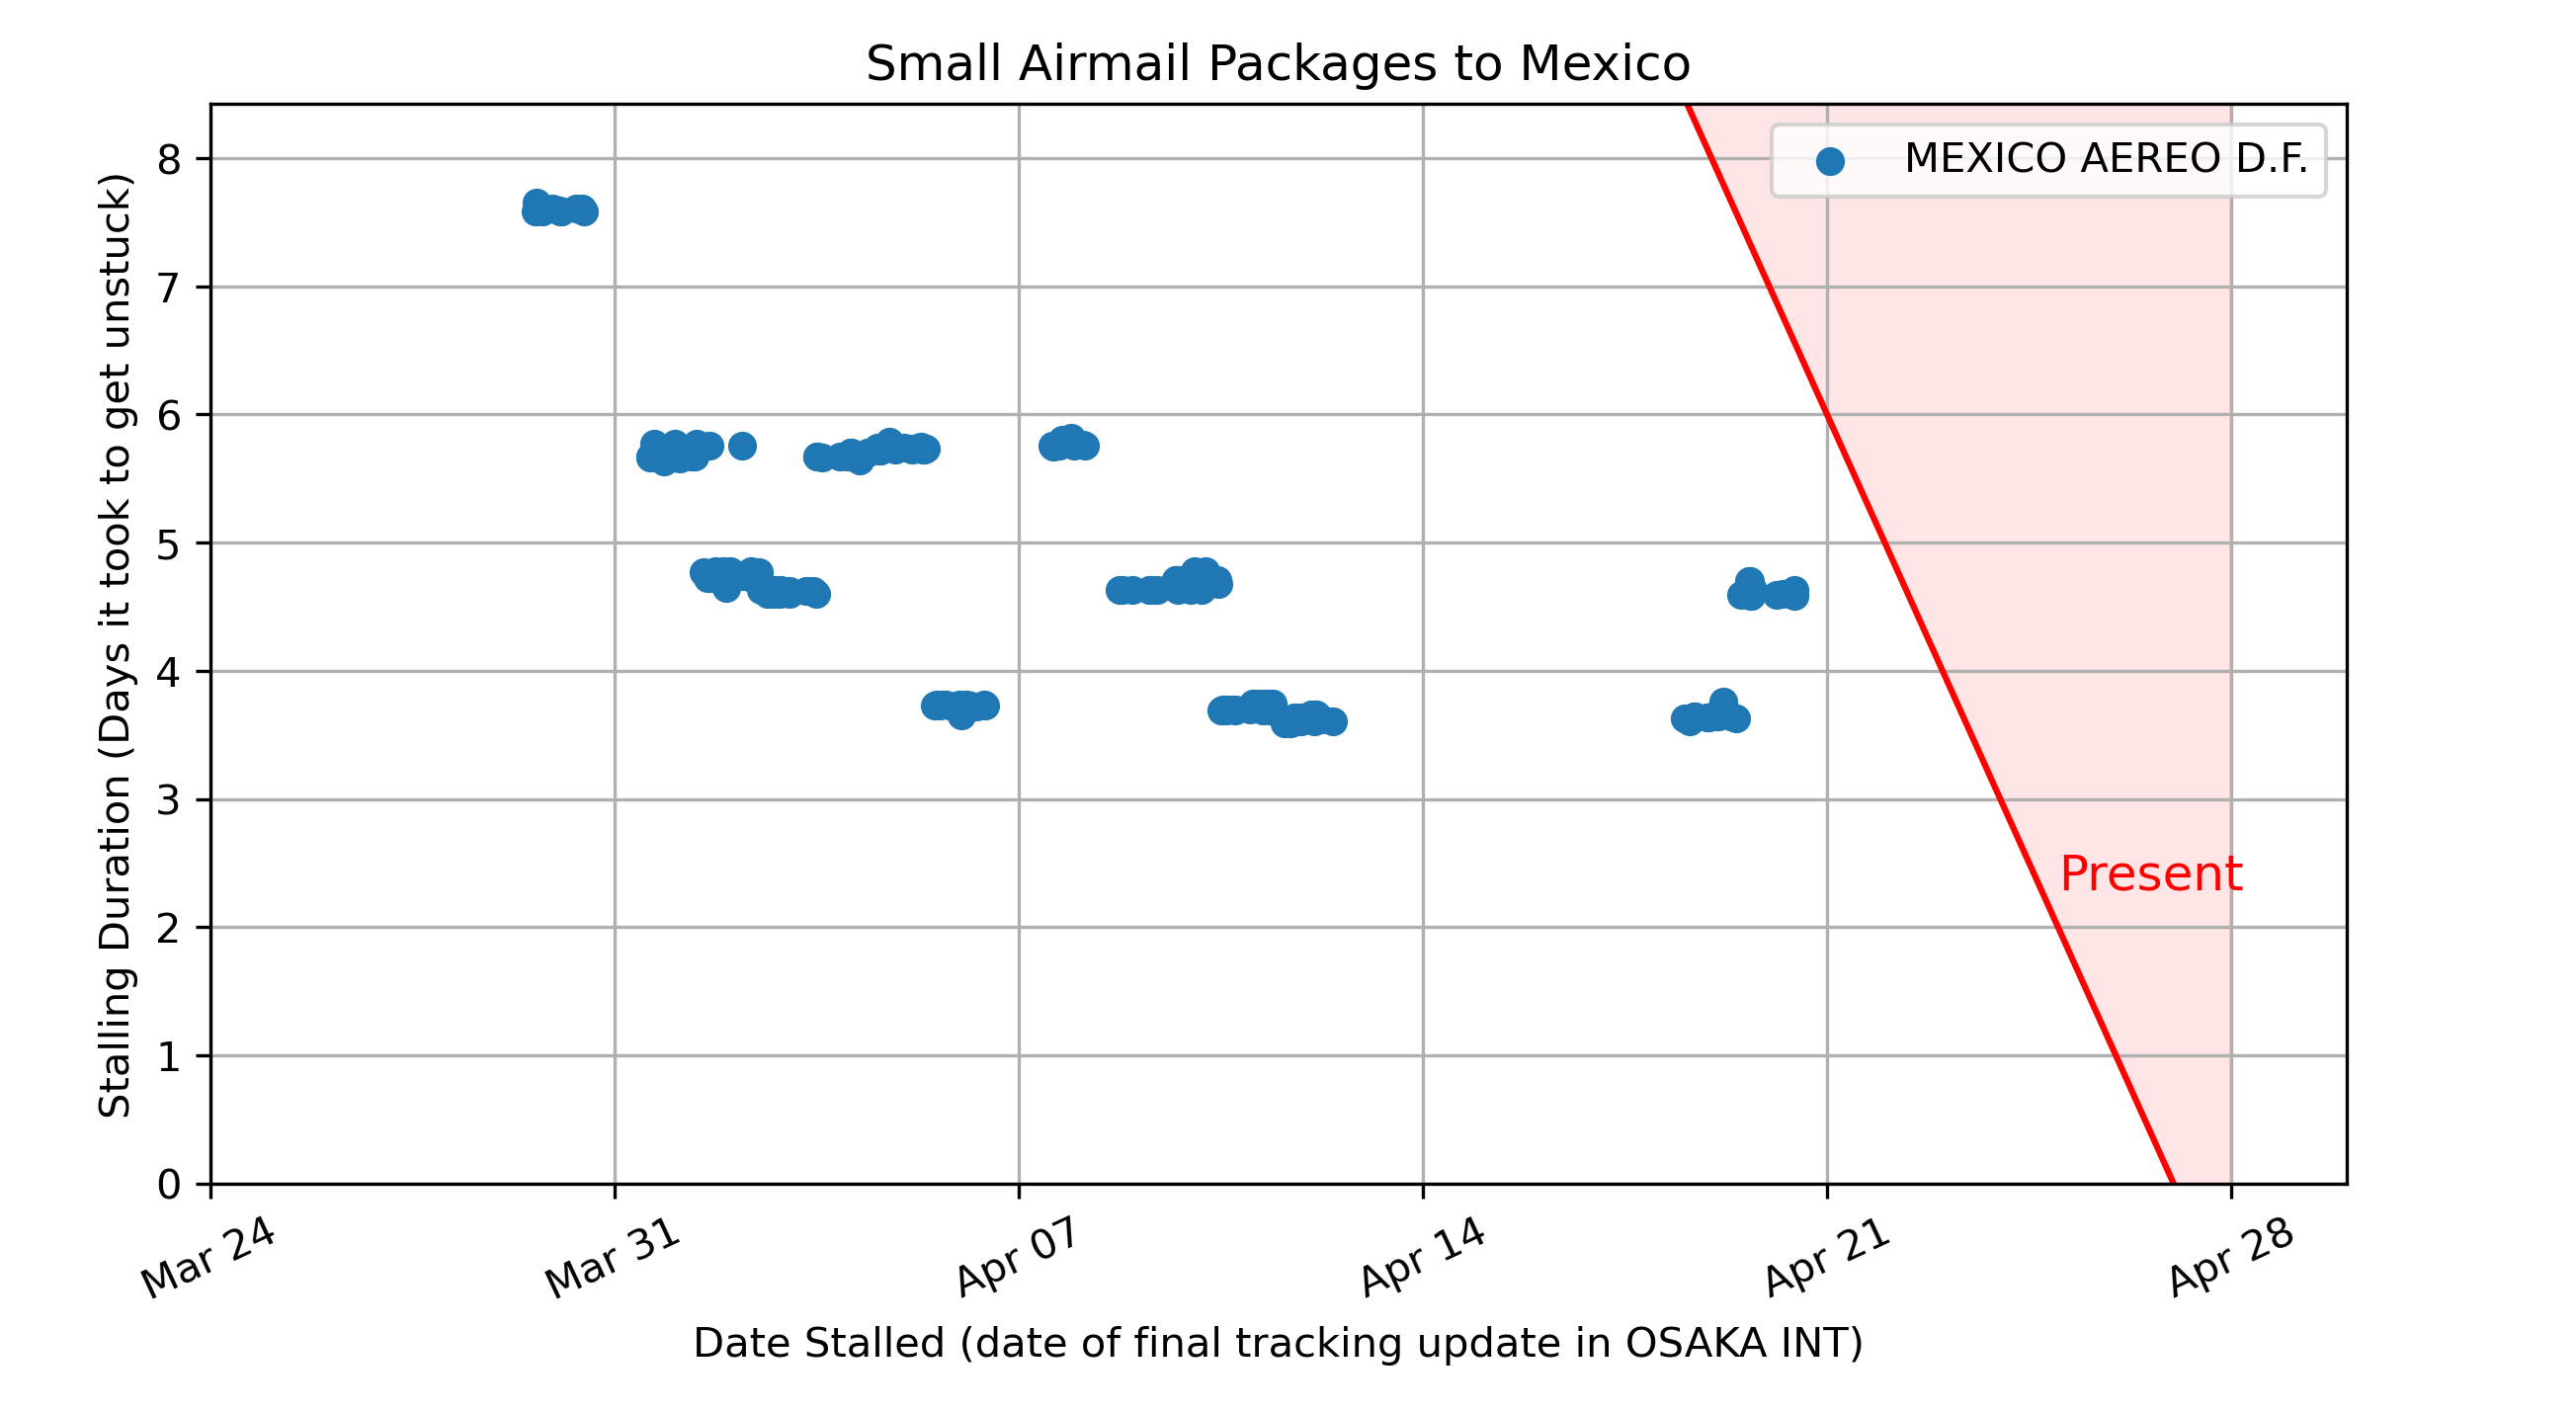 Small Airmail Packages to Mexico
MEXICO AEREO D.F.
Stalling Duration (Days it took to get unstuck)
8
7
6
5
4
3
2
1
0
Present
Mar 24
Mar 31
Apr 07
Apr 14
Apr 21
Apr 28
Date Stalled (date of final tracking update in OSAKA INT)